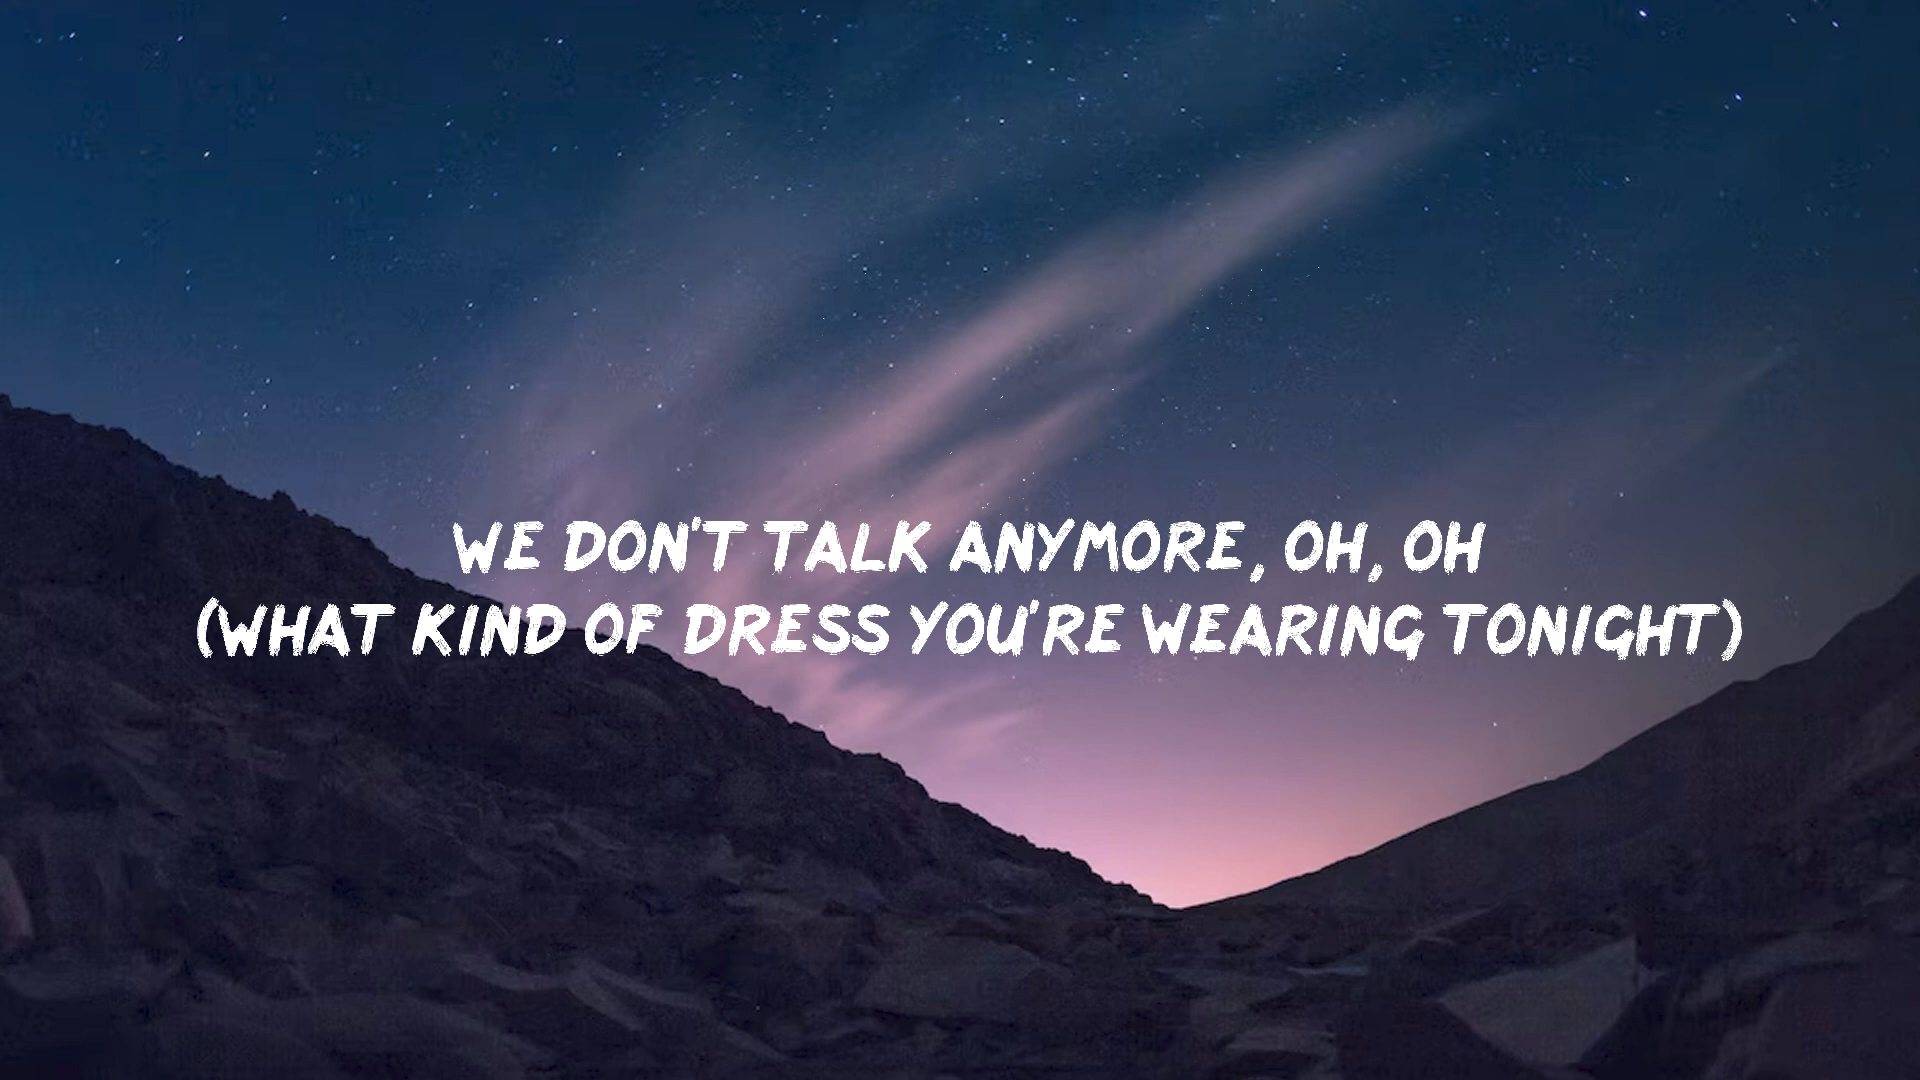 WE DON'T TALK ANYMORE, OH, OH
(WHAT KIND OF DRESS YOU'RE WEARING TONIGHT)